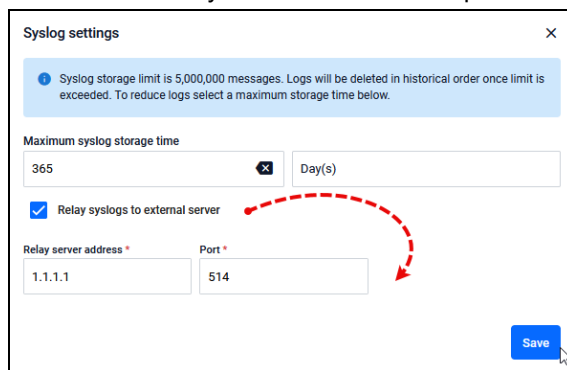 Syslog settings
Syslog storage limit is 5,000,000 messages. Logs will be deleted in historical order once limit is
exceeded. To reduce logs select a maximum storage time below.
Maximum syslog storage time
365 Day(s)
Relay syslogs to external server
Relay server address * Port *
1.1.1.1 514
Save